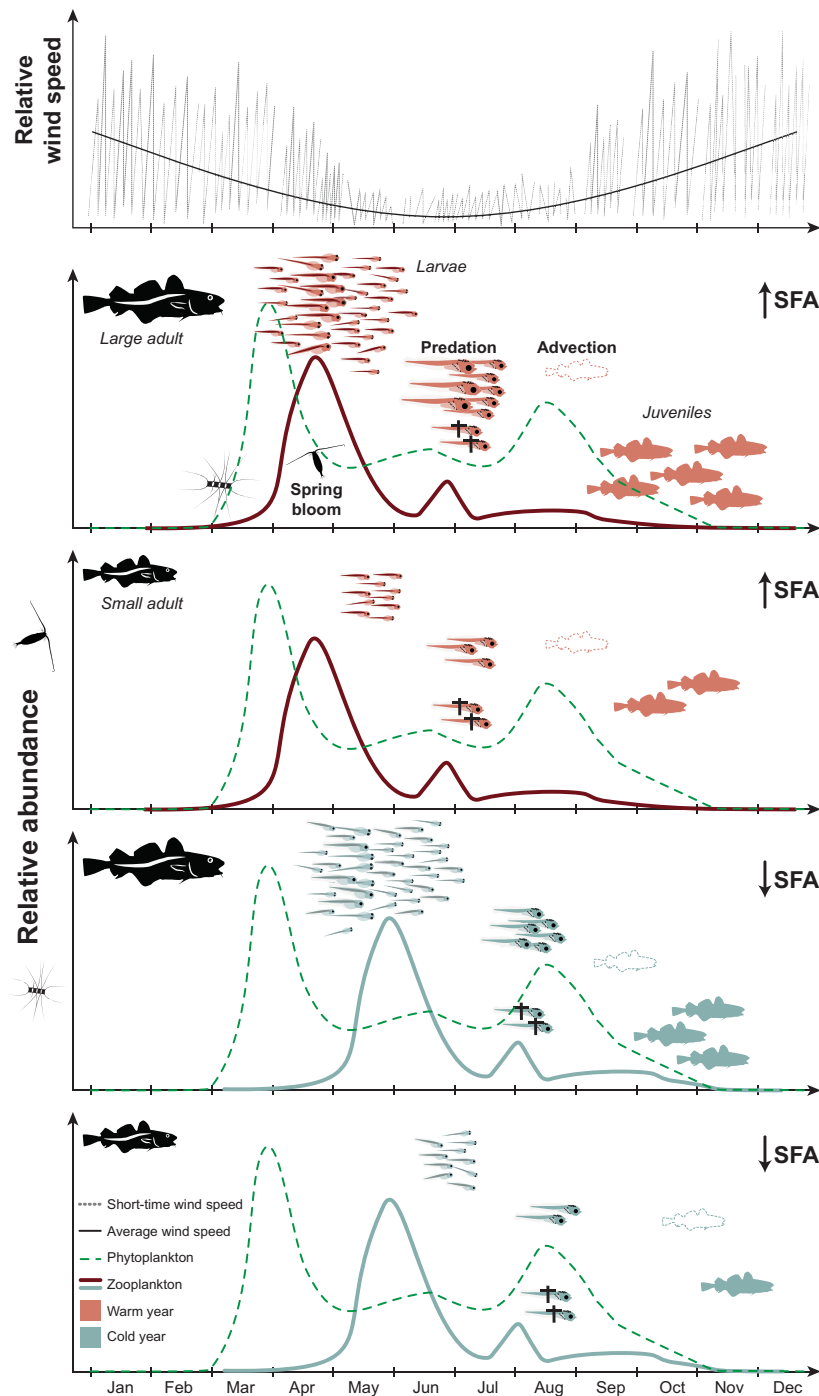 Relative
wind speed
Large adult
Larvae
SFA
Predation
Advection
Juveniles
Spring
bloom
Small adult
SFA
Relative abundance
SFA
SFA
Short-time wind speed
Average wind speed
Phytoplankton
Zooplankton
Warm year
Cold year
Jan Feb Mar Apr May Jun Jul Aug Sep Oct Nov Dec